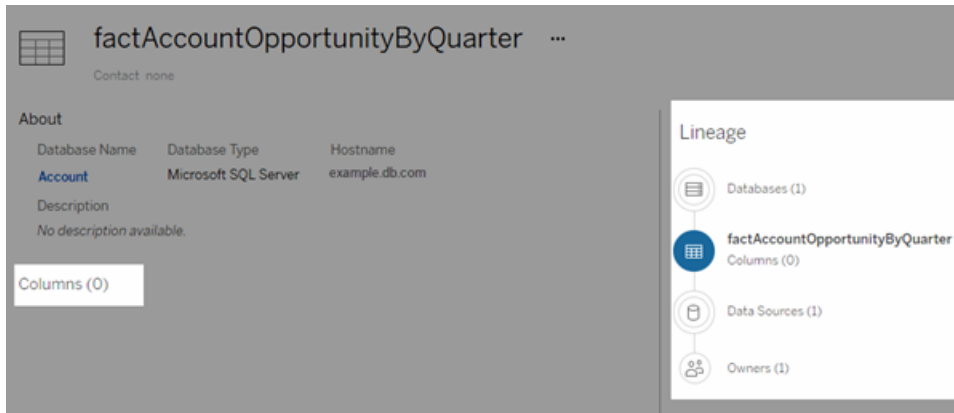 factAccountOpportunityByQuarter ...
Contact none
About
Database Name Database Type Hostname
Account Microsoft SQL Server example.db.com
Description
No description available.
Columns (0)
Lineage
Databases (1)
factAccountOpportunityByQuarter
Columns (0)
Data Sources (1)
Owners (1)